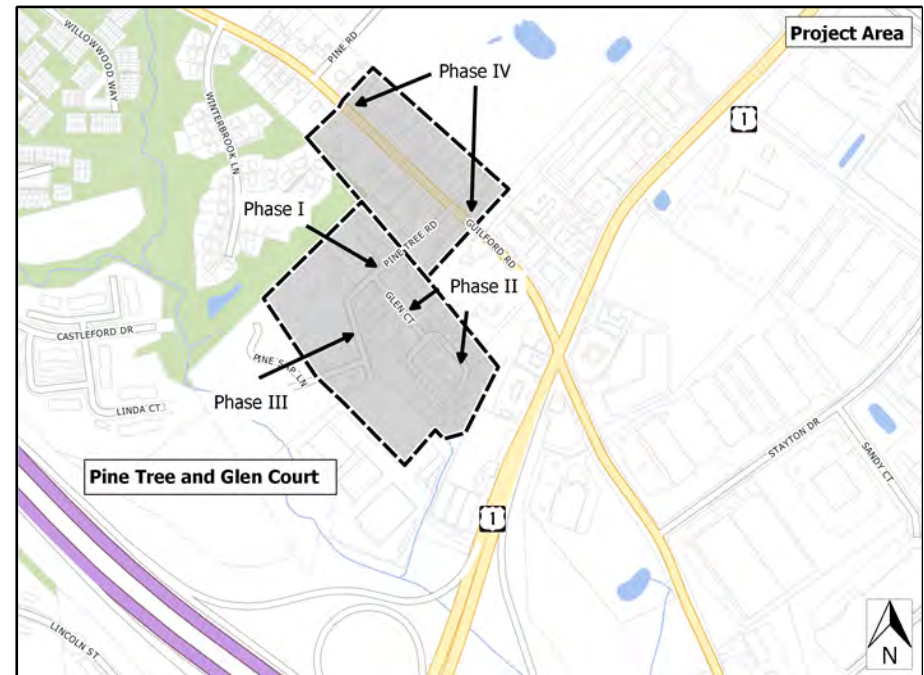 WILLOWWOOD WAY
PINE RD
Project Area
Phase IV
1
WINTERBROOK LN
Phase I
PINE TREE RD
GUILFORD RD
Phase II
GLEN CT
CASTLEFORD DR
PINE SAP LN
Phase III
LINDA CT
STAYTON DR
SANDY CT
Pine Tree and Glen Court
1
LINCOLN ST
N